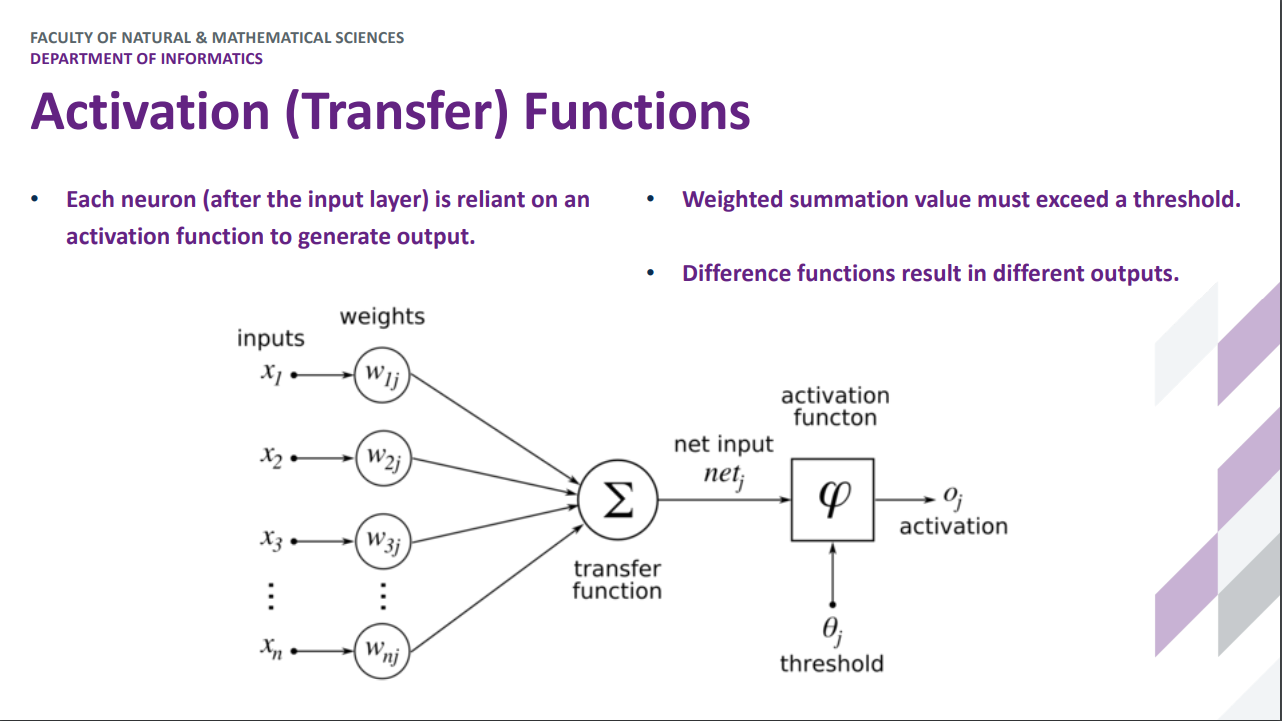 FACULTY OF NATURAL & MATHEMATICAL SCIENCES
DEPARTMENT OF INFORMATICS
Activation (Transfer) Functions
• Each neuron (after the input layer) is reliant on an
activation function to generate output.
• Weighted summation value must exceed a threshold.
• Difference functions result in different outputs.
inputs
weights
x₁
w₁ⱼ
x₂
w₂ⱼ
x₃
w₃ⱼ
⋮
⋮
xₙ
wₙⱼ
Σ
transfer
function
net input
netⱼ
activation
functon
φ
oⱼ
activation
θⱼ
threshold